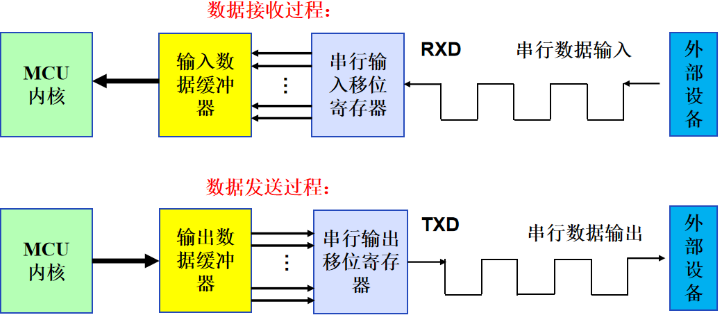 数据接收过程：
MCU
内核
输入数
据缓冲
器
串行输
入移位
寄存器
RXD
串行数据输入
外
部
设
备
数据发送过程：
MCU
内核
输出数
据缓冲
器
串行输出
移位寄存
器
TXD
串行数据输出
外
部
设
备